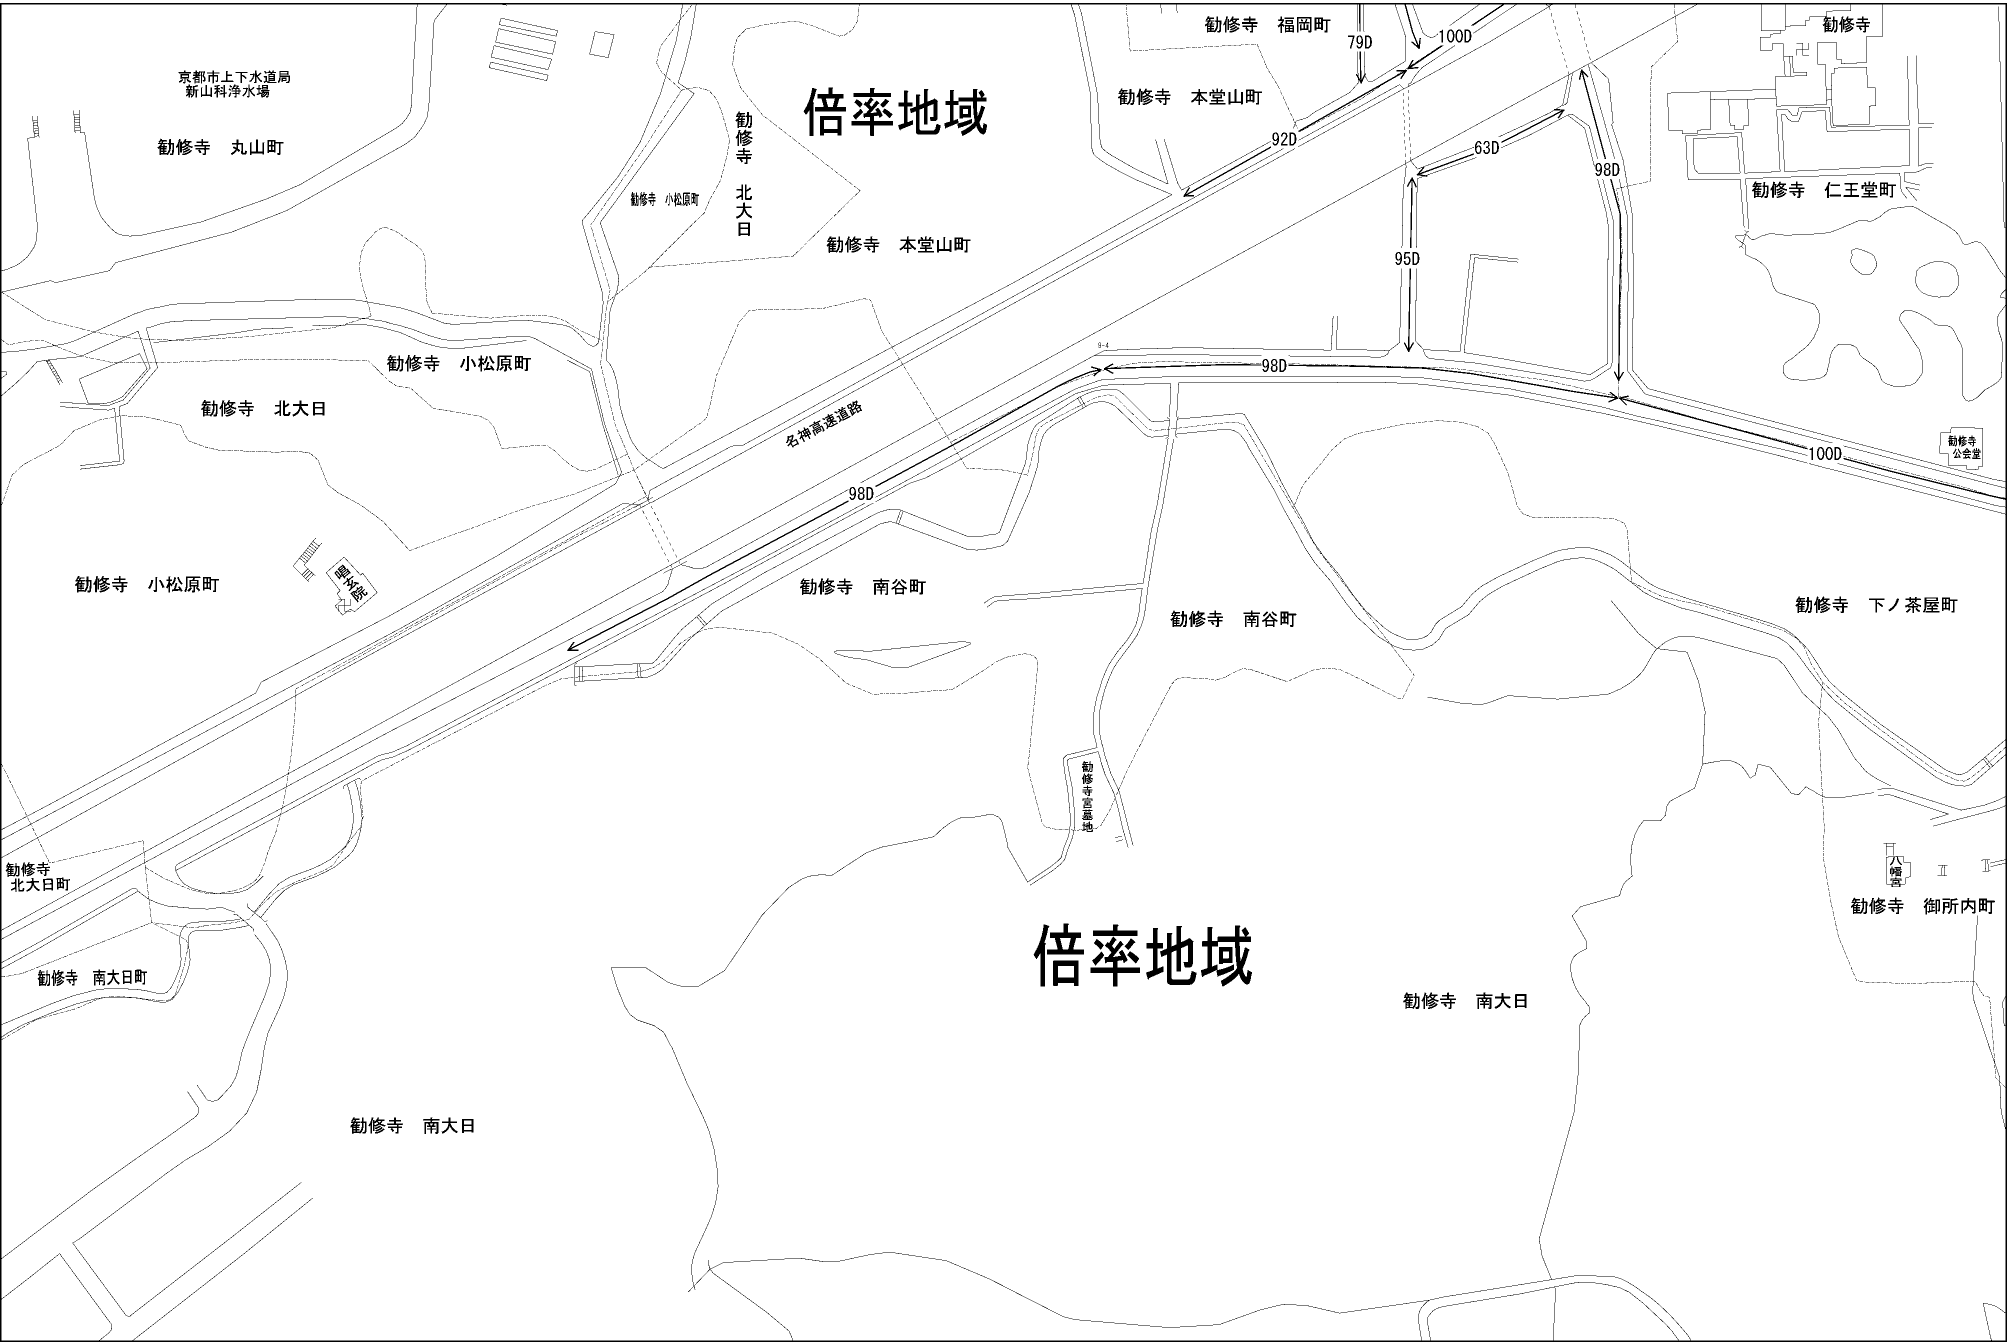 勧修寺　福岡町
勧修寺
79D
100D
京都市上下水道局
新山科浄水場
倍率地域
勧修寺　本堂山町
勧修寺　丸山町
勧修寺　北大日
92D
63D
98D
勧修寺　小松原町
勧修寺　仁王堂町
勧修寺　本堂山町
95D
9-4
勧修寺　小松原町
98D
勧修寺　北大日
名神高速道路
勧修寺
公会堂
100D
98D
勧修寺　小松原町
唱玄院
勧修寺　南谷町
勧修寺　南谷町
勧修寺　下ノ茶屋町
勧修寺宮墓地
勧修寺
北大日町
八幡宮
勧修寺　御所内町
倍率地域
勧修寺　南大日町
勧修寺　南大日
勧修寺　南大日